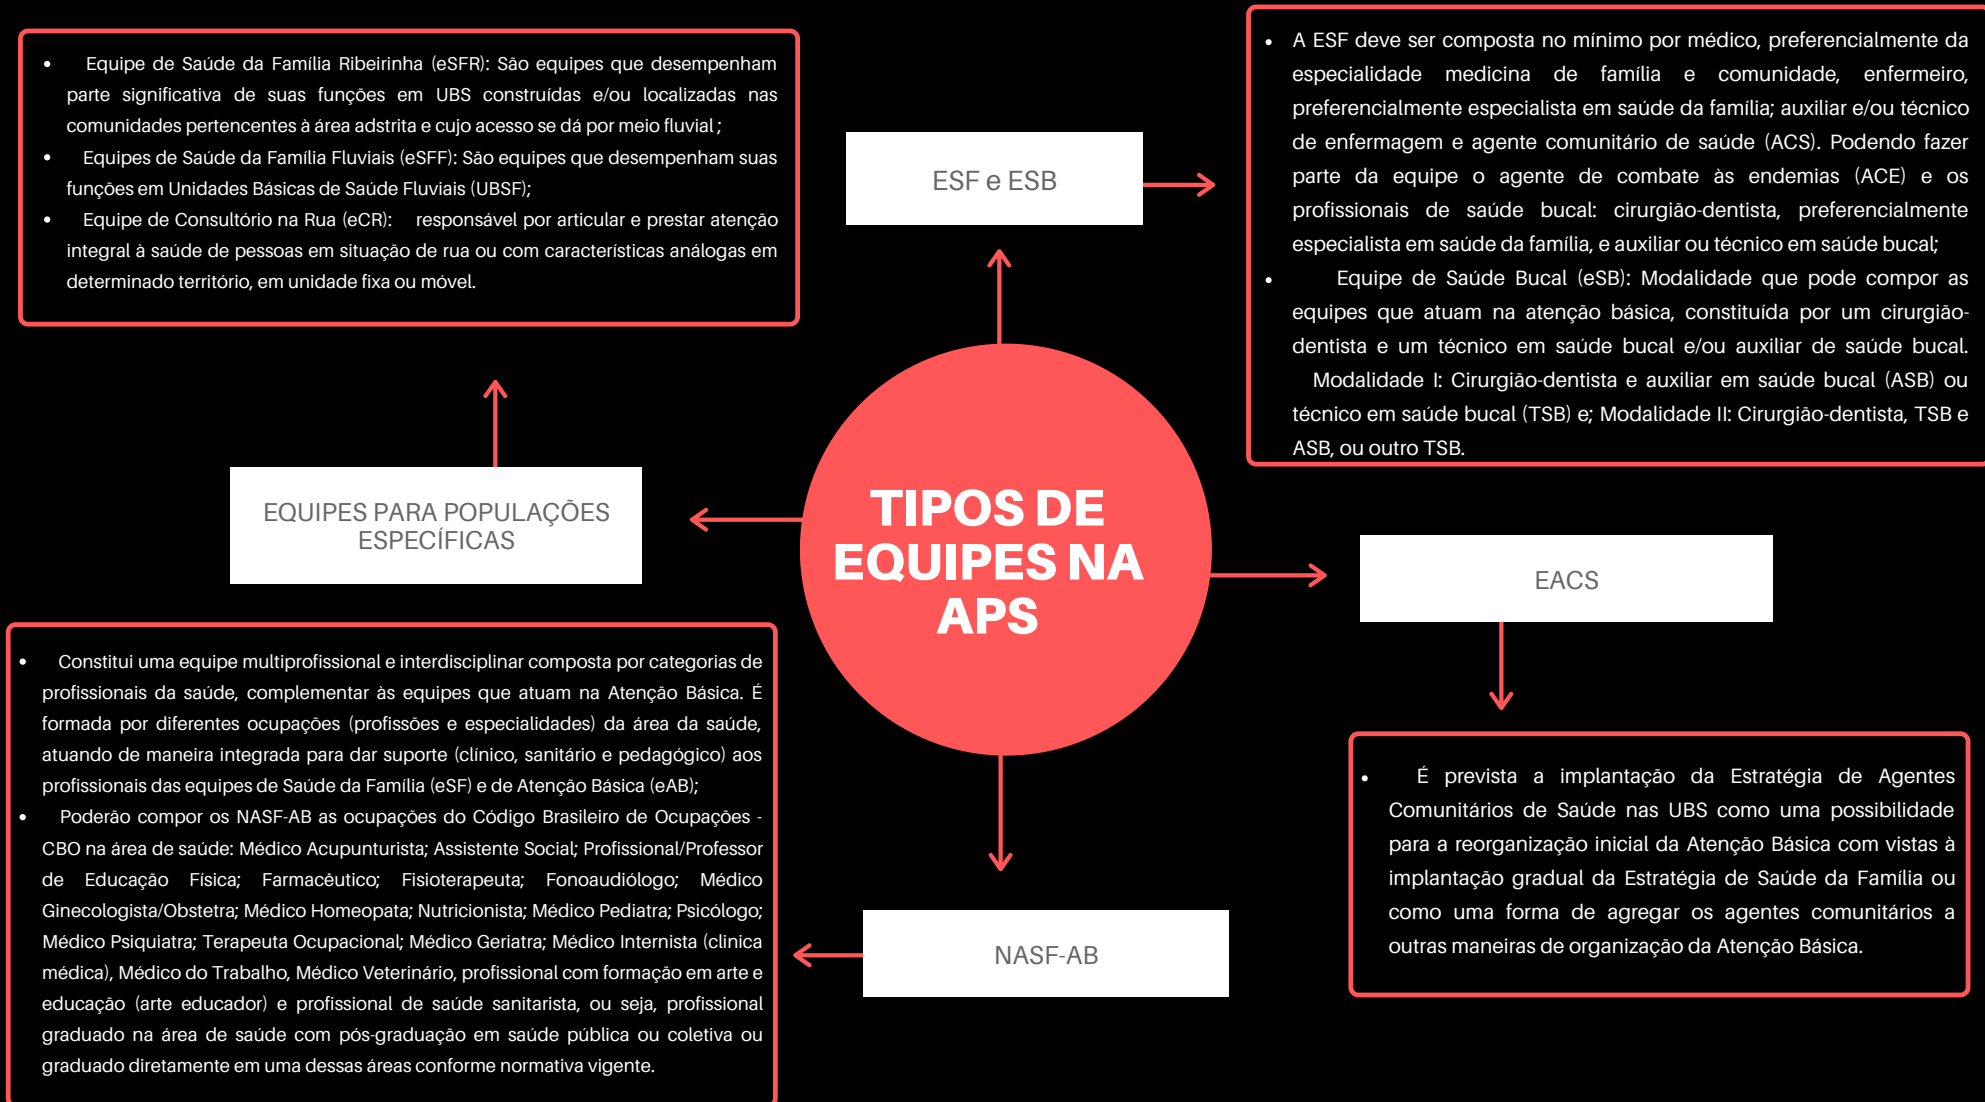 • Equipe de Saúde da Família Ribeirinha (eSFR): São equipes que desempenham
parte significativa de suas funções em UBS construídas e/ou localizadas nas
comunidades pertencentes à área adstrita e cujo acesso se dá por meio fluvial ;
• Equipes de Saúde da Família Fluviais (eSFF): São equipes que desempenham suas
funções em Unidades Básicas de Saúde Fluviais (UBSF);
• Equipe de Consultório na Rua (eCR): responsável por articular e prestar atenção
integral à saúde de pessoas em situação de rua ou com características análogas em
determinado território, em unidade fixa ou móvel.
ESF e ESB
• A ESF deve ser composta no mínimo por médico, preferencialmente da
especialidade medicina de família e comunidade, enfermeiro,
preferencialmente especialista em saúde da família; auxiliar e/ou técnico
de enfermagem e agente comunitário de saúde (ACS). Podendo fazer
parte da equipe o agente de combate às endemias (ACE) e os
profissionais de saúde bucal: cirurgião-dentista, preferencialmente
especialista em saúde da família, e auxiliar ou técnico em saúde bucal;
• Equipe de Saúde Bucal (eSB): Modalidade que pode compor as
equipes que atuam na atenção básica, constituída por um cirurgião-
dentista e um técnico em saúde bucal e/ou auxiliar de saúde bucal.
Modalidade I: Cirurgião-dentista e auxiliar em saúde bucal (ASB) ou
técnico em saúde bucal (TSB) e; Modalidade II: Cirurgião-dentista, TSB e
ASB, ou outro TSB.
EQUIPES PARA POPULAÇÕES
ESPECÍFICAS
TIPOS DE
EQUIPES NA
APS
EACS
• É prevista a implantação da Estratégia de Agentes
Comunitários de Saúde nas UBS como uma possibilidade
para a reorganização inicial da Atenção Básica com vistas à
implantação gradual da Estratégia de Saúde da Família ou
como uma forma de agregar os agentes comunitários a
outras maneiras de organização da Atenção Básica.
NASF-AB
• Constitui uma equipe multiprofissional e interdisciplinar composta por categorias de
profissionais da saúde, complementar às equipes que atuam na Atenção Básica. É
formada por diferentes ocupações (profissões e especialidades) da área da saúde,
atuando de maneira integrada para dar suporte (clínico, sanitário e pedagógico) aos
profissionais das equipes de Saúde da Família (eSF) e de Atenção Básica (eAB);
• Poderão compor os NASF-AB as ocupações do Código Brasileiro de Ocupações -
CBO na área de saúde: Médico Acupunturista; Assistente Social; Profissional/Professor
de Educação Física; Farmacêutico; Fisioterapeuta; Fonoaudiólogo; Médico
Ginecologista/Obstetra; Médico Homeopata; Nutricionista; Médico Pediatra; Psicólogo;
Médico Psiquiatra; Terapeuta Ocupacional; Médico Geriatra; Médico Internista (clinica
médica), Médico do Trabalho, Médico Veterinário, profissional com formação em arte e
educação (arte educador) e profissional de saúde sanitarista, ou seja, profissional
graduado na área de saúde com pós-graduação em saúde pública ou coletiva ou
graduado diretamente em uma dessas áreas conforme normativa vigente.